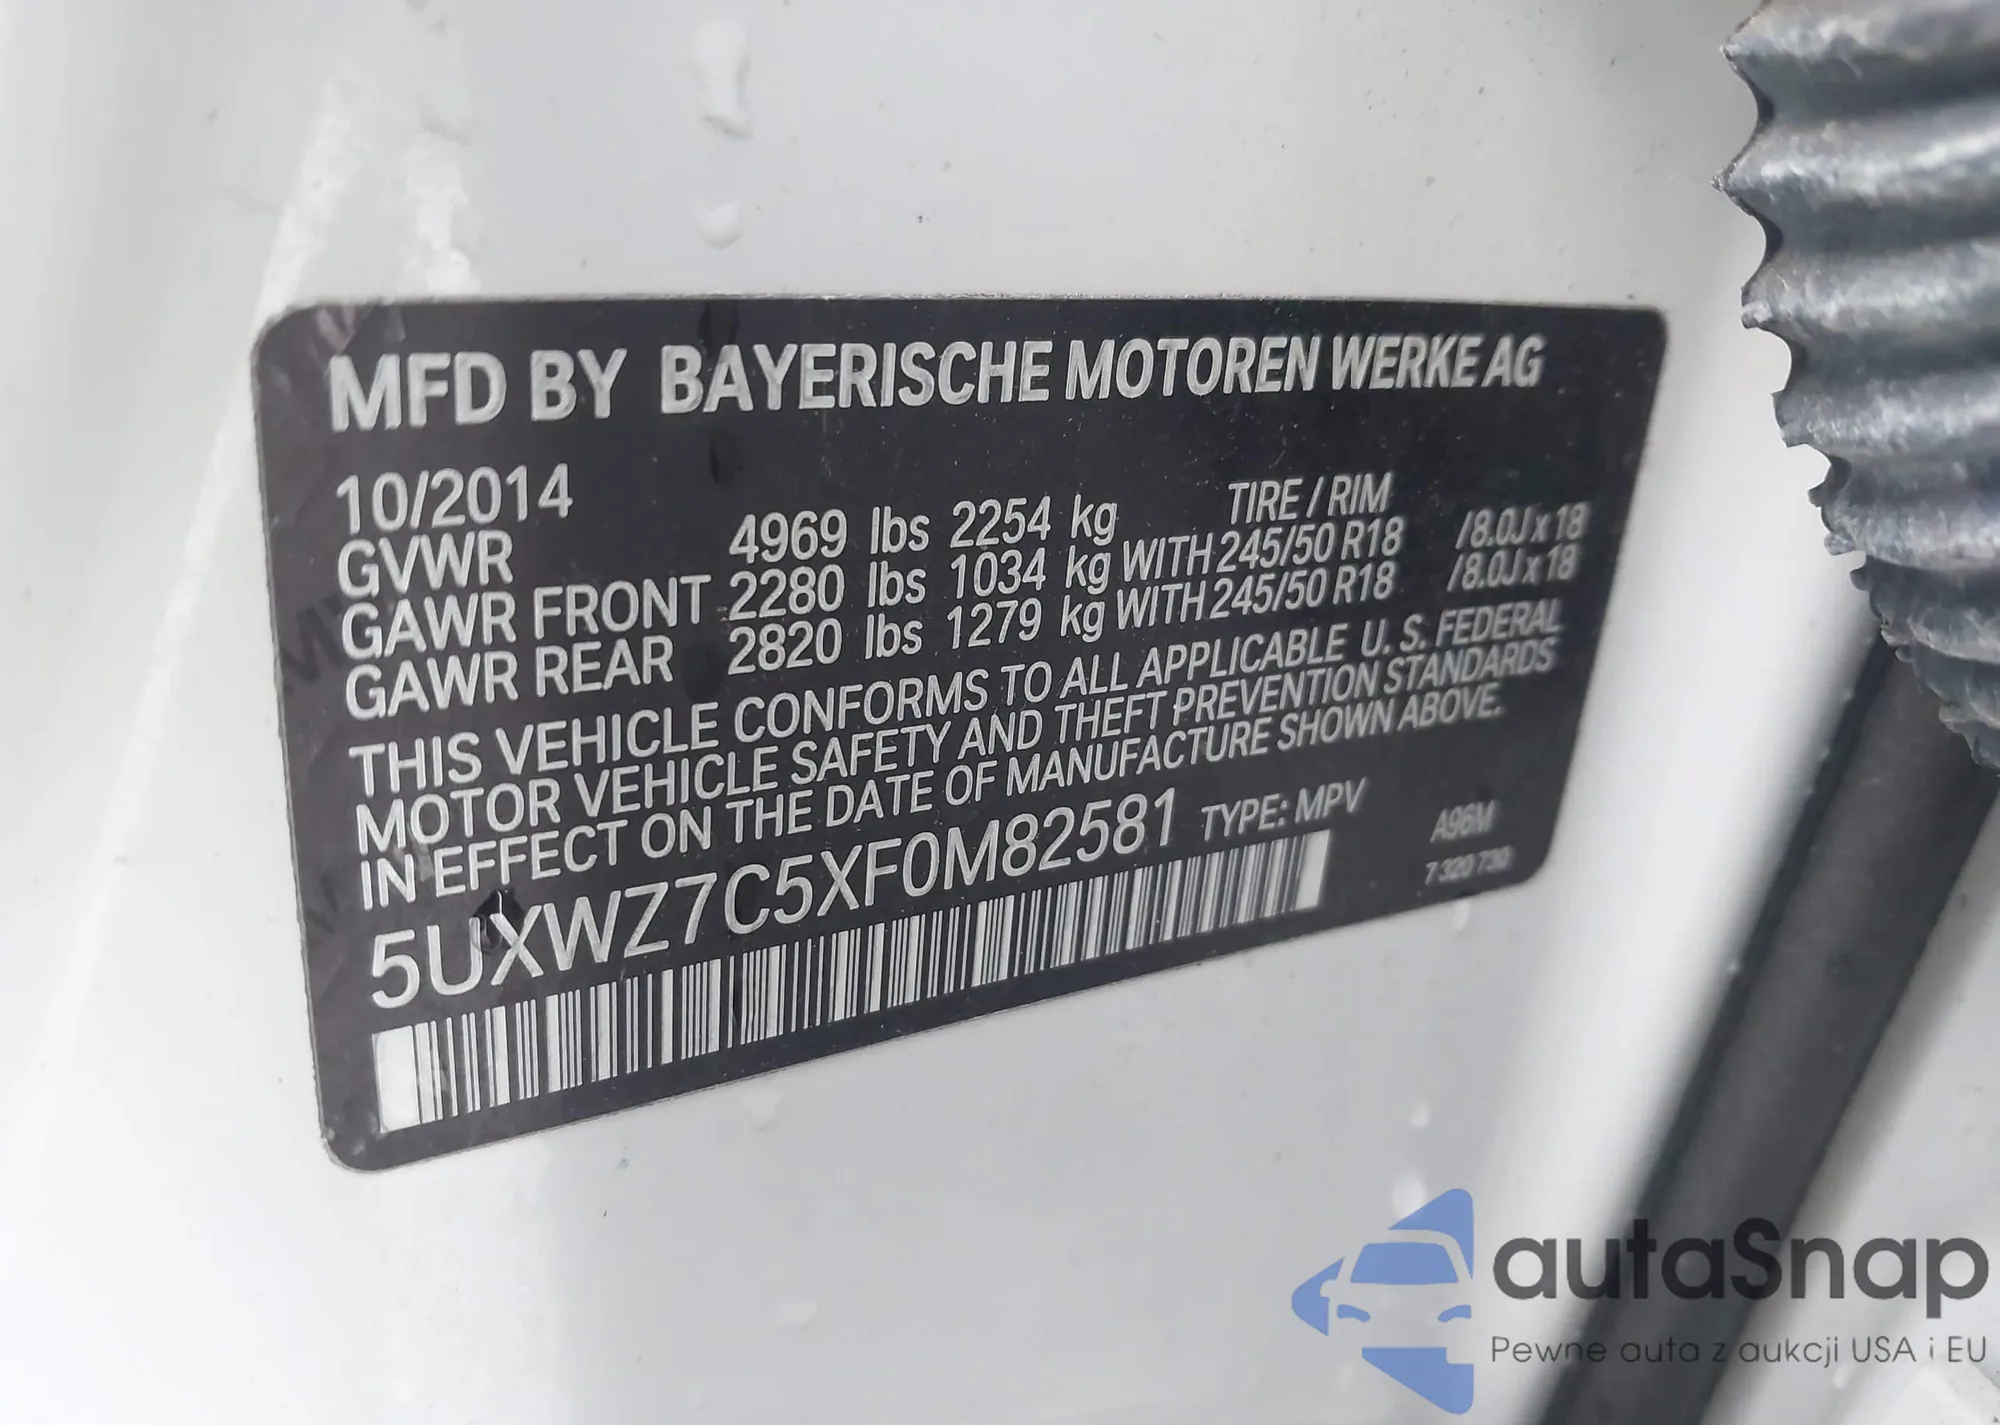 MFD BY BAYERISCHE MOTOREN WERKE AG
10/2014
TIRE / RIM
GVWR 4969 lbs 2254 kg
GAWR FRONT 2280 lbs 1034 kg WITH 245/50 R18 /8.0J x 18
GAWR REAR 2820 lbs 1279 kg WITH 245/50 R18 /8.0J x 18
THIS VEHICLE CONFORMS TO ALL APPLICABLE U. S. FEDERAL
MOTOR VEHICLE SAFETY AND THEFT PREVENTION STANDARDS
IN EFFECT ON THE DATE OF MANUFACTURE SHOWN ABOVE.
5UXWZ7C5XF0M82581 TYPE: MPV A96M
7 320 730
autaSnap
Pewne auta z aukcji USA i EU